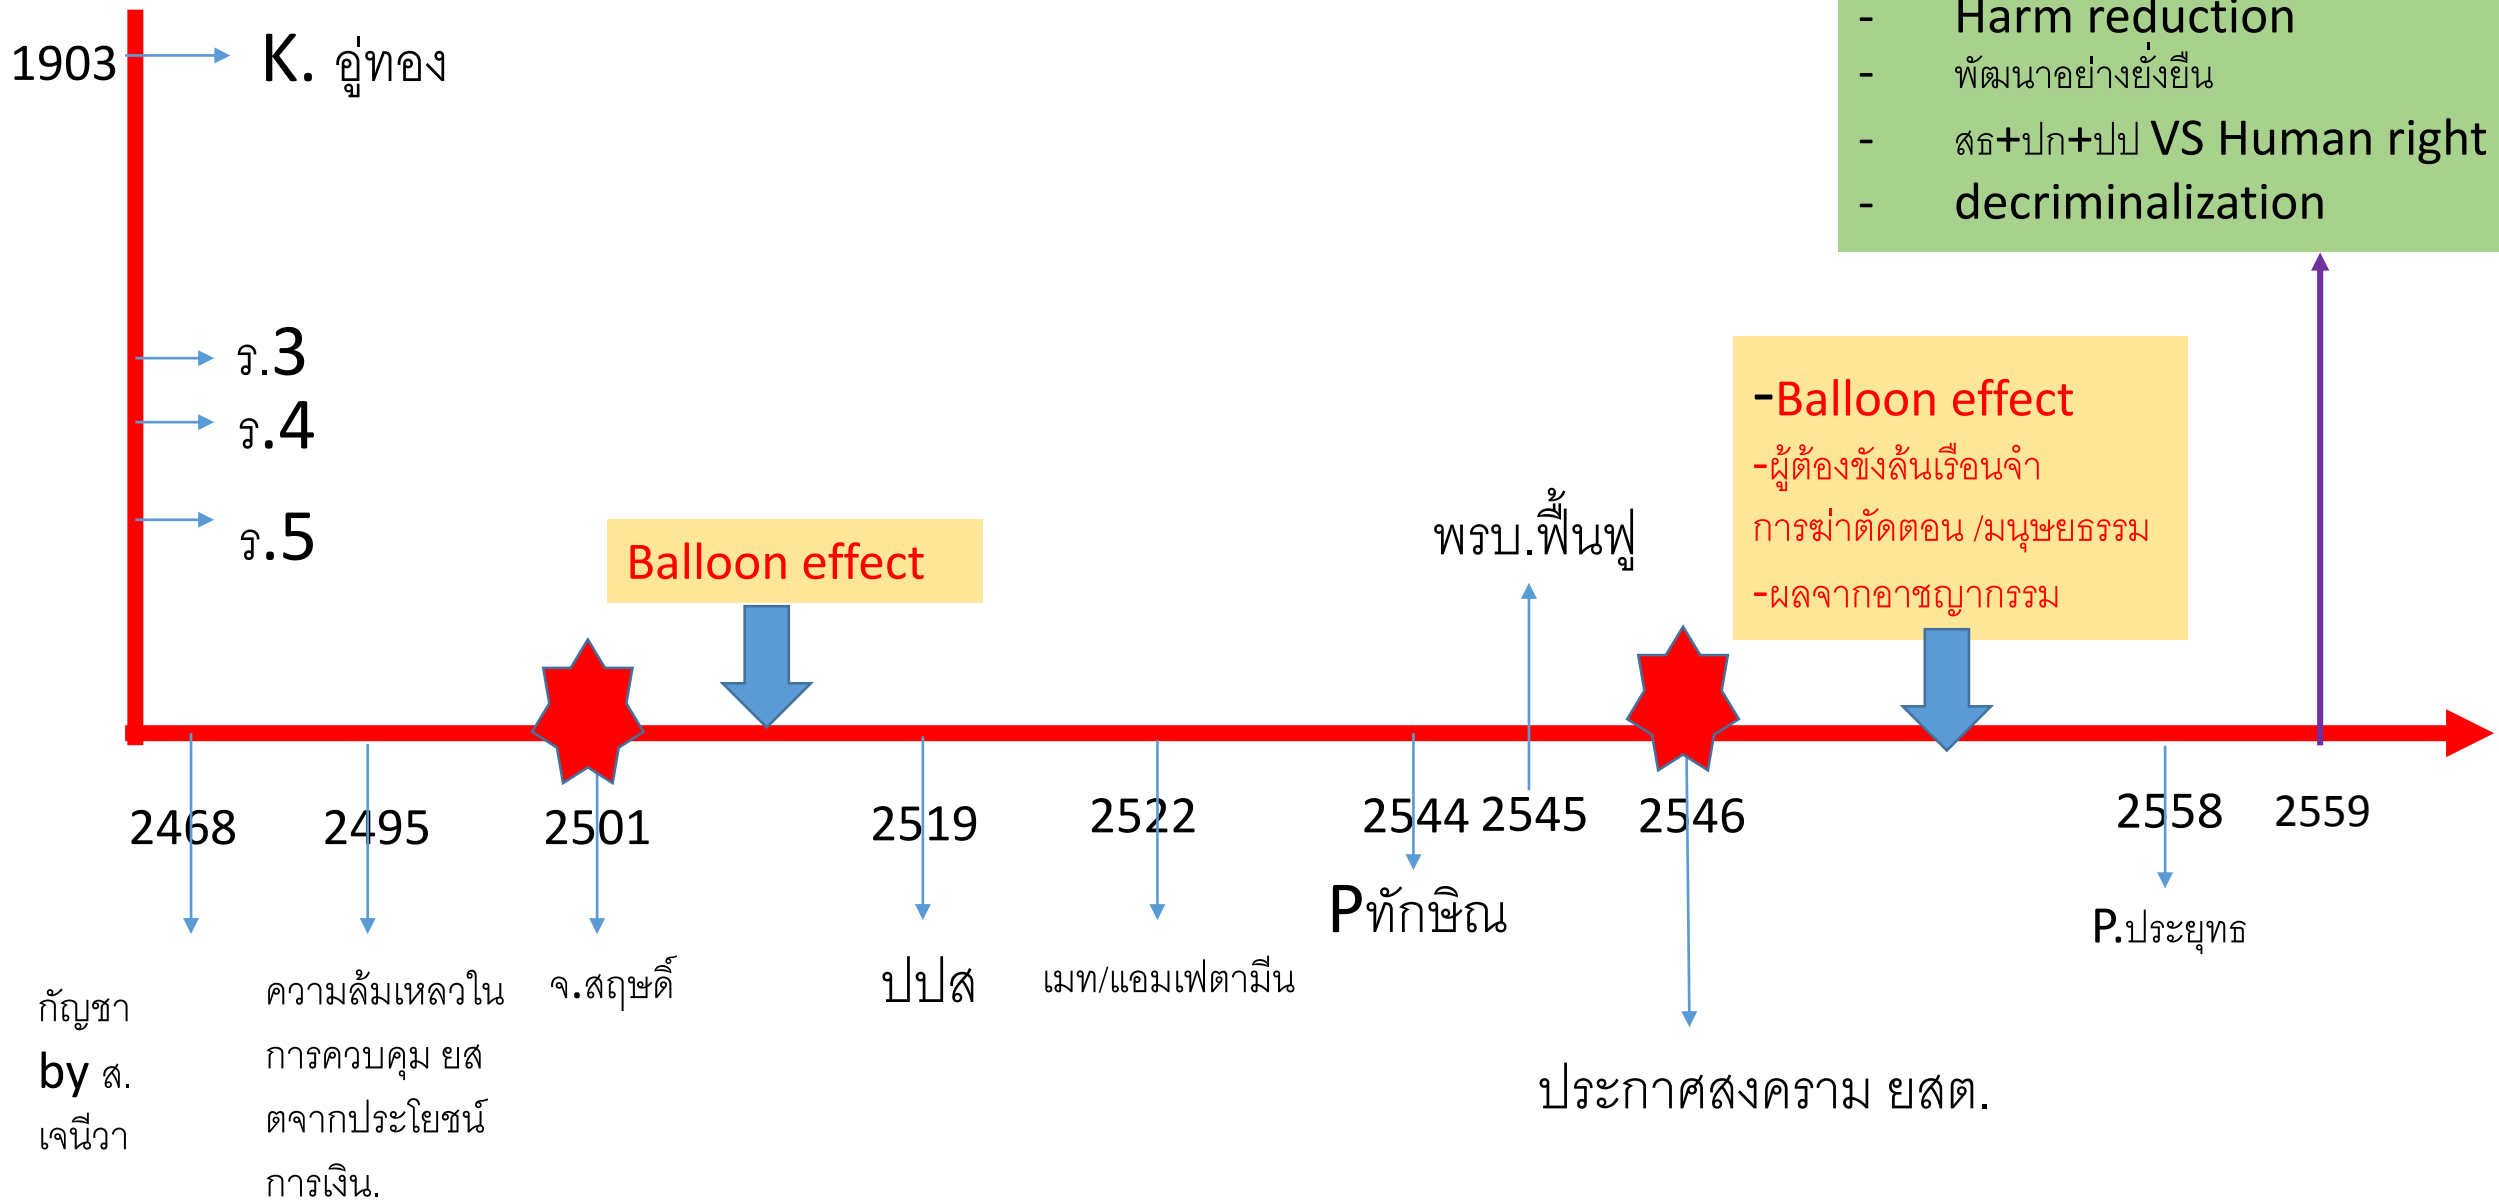 1903
K. อู่ทอง
- Harm reduction
- พัฒนาอย่างยั่งยืน
- สธ+ปก+ปป VS Human right
- decriminalization
ร.3
ร.4
ร.5
Balloon effect
พรบ.ฟื้นฟู
-Balloon effect
-ผู้ต้องขังล้นเรือนจำ
การฆ่าตัดตอน /มนุษยธรรม
-ผลจากอาชญากรรม
2468
2495
2501
2519
2522
2544
2545
2546
2558
2559
กัญชา
by ส.
เจนีวา
ความล้มเหลวใน
การควบคุม ยส
ตจากประโยชน์
การเงิน.
จ.สฤษดิ์
ปปส
เมท/แอมเฟตามีน
Pทักษิณ
ประกาศสงคราม ยสต.
P.ประยุทธ